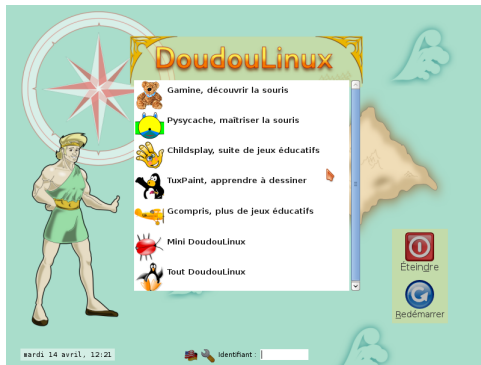 DoudouLinux
Gamine, découvrir la souris
Pysycache, maîtriser la souris
Childsplay, suite de jeux éducatifs
TuxPaint, apprendre à dessiner
Gcompris, plus de jeux éducatifs
Mini DoudouLinux
Tout DoudouLinux
Éteindre
Redémarrer
mardi 14 avril, 12:21
Identifiant :